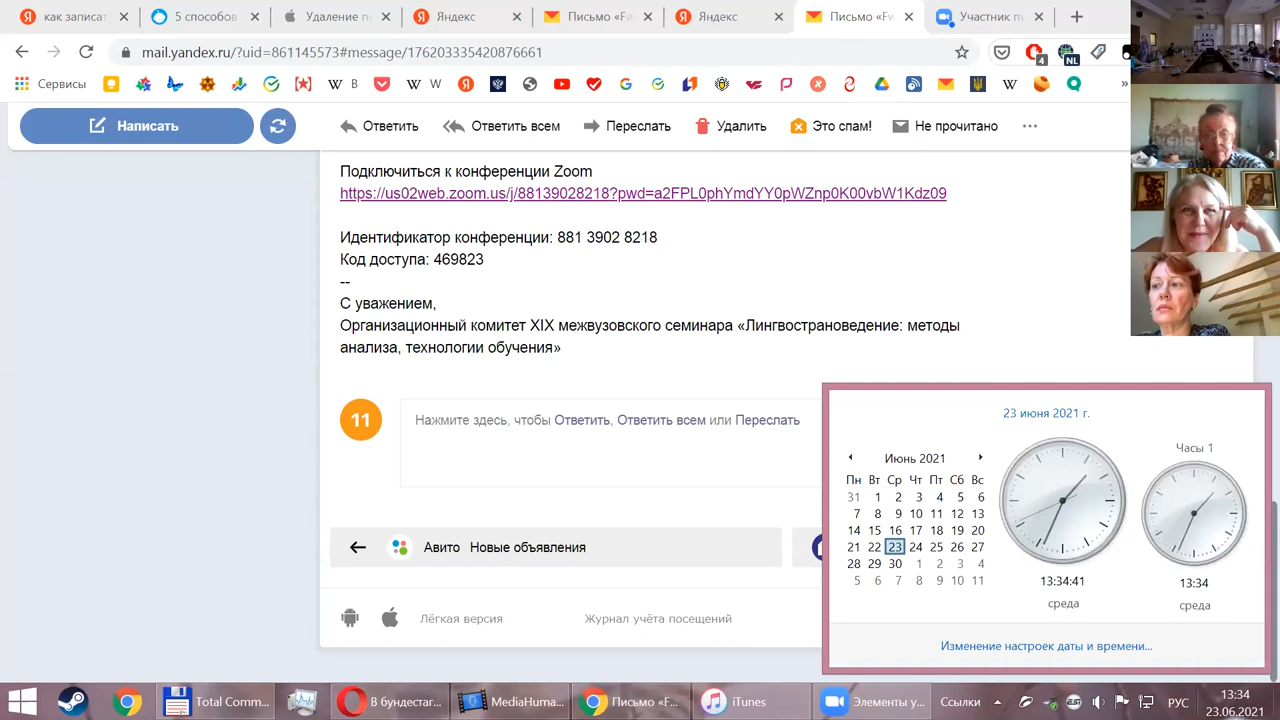 как записат
5 способов
Удаление пе
Яндекс
Письмо «Fw
Яндекс
Письмо «Fw
Участник пи
mail.yandex.ru/?uid=861145573#message/176203335420876661
4
NL
Сервисы
W В
W W
»
Написать
Ответить
Ответить всем
Переслать
Удалить
Это спам!
Не прочитано
Подключиться к конференции Zoom
https://us02web.zoom.us/j/88139028218?pwd=a2FPL0phYmdYY0pWZnp0K00vbW1Kdz09
Идентификатор конференции: 881 3902 8218
Код доступа: 469823
--
С уважением,
Организационный комитет XIX межвузовского семинара «Лингвострановедение: методы
анализа, технологии обучения»
11
Нажмите здесь, чтобы Ответить, Ответить всем или Переслать
Авито Новые объявления
Лёгкая версия
Журнал учёта посещений
23 июня 2021 г.
Июнь 2021
Пн Вт Ср Чт Пт Сб Вс
31 1 2 3 4 5 6
7 8 9 10 11 12 13
14 15 16 17 18 19 20
21 22 23 24 25 26 27
28 29 30 1 2 3 4
5 6 7 8 9 10 11
13:34:41
среда
Часы 1
13:34
среда
Изменение настроек даты и времени...
Total Comm...
В бундестаг...
MediaHuma...
Письмо «F...
iTunes
Элементы у...
Ссылки
РУС
13:34
23.06.2021